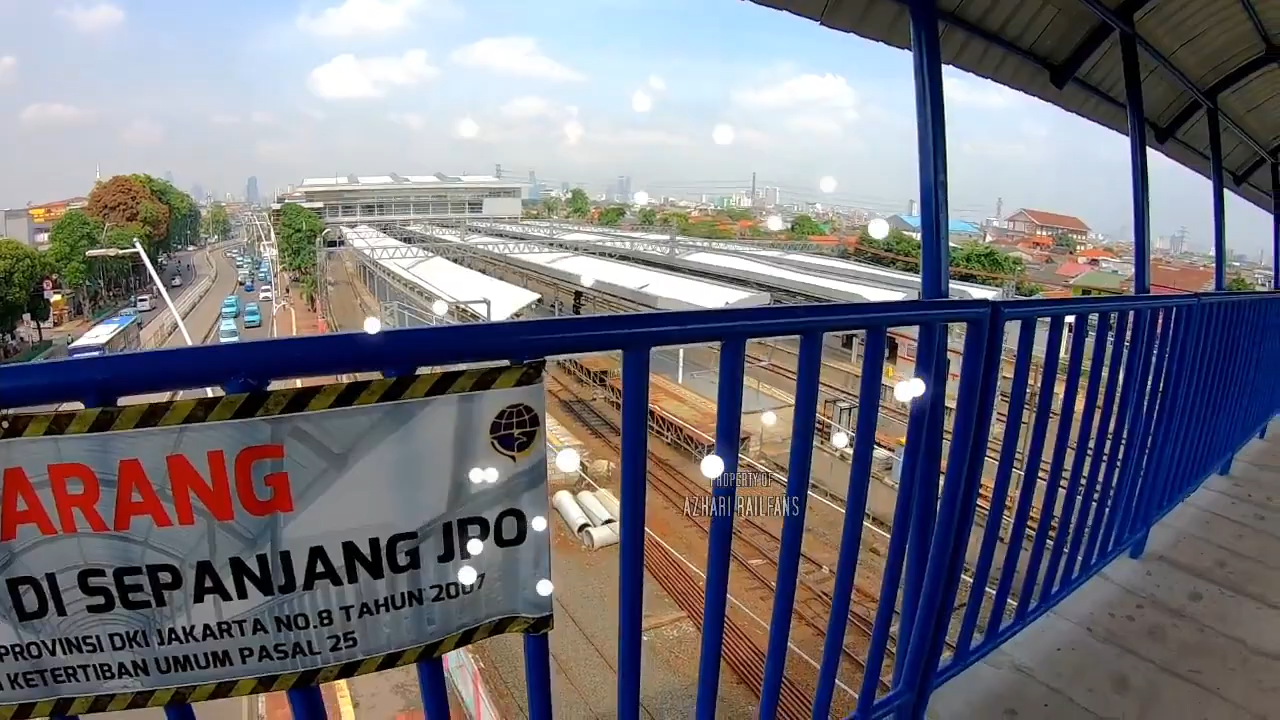 ARANG
DI SEPANJANG JPO
PROVINSI DKI JAKARTA NO.8 TAHUN 2007
KETERTIBAN UMUM PASAL 25
PROPERTY OF
AZHARI RAILFANS